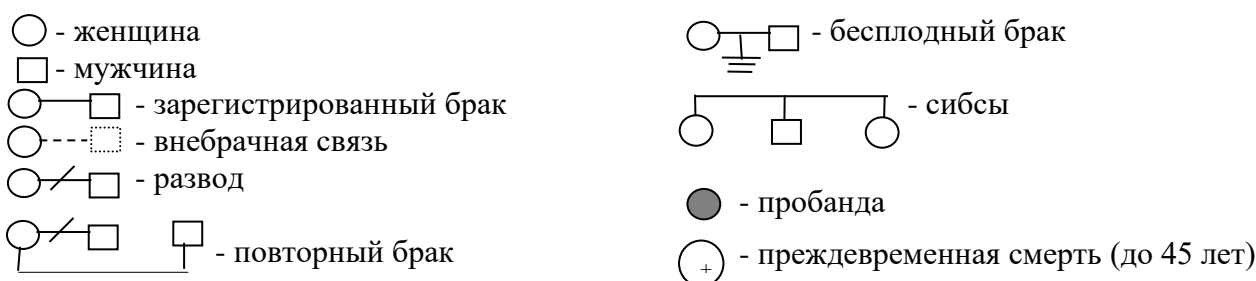 - женщина
- мужчина
- зарегистрированный брак
- внебрачная связь
- развод
- повторный брак
- бесплодный брак
- сибсы
- пробанда
+ - преждевременная смерть (до 45 лет)